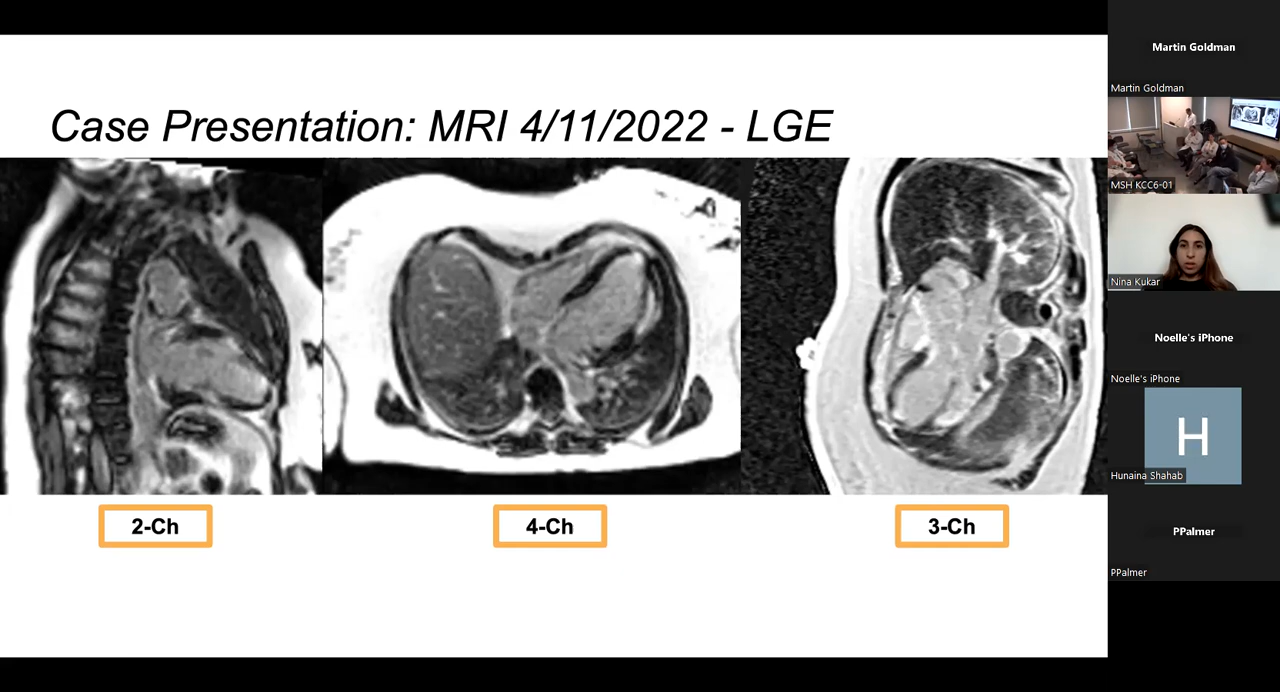 Case Presentation: MRI 4/11/2022 - LGE
2-Ch
4-Ch
3-Ch
Martin Goldman
Martin Goldman
MSH KCC6-01
Nina Kukar
Noelle's iPhone
Noelle's iPhone
H
Hunaina Shahab
PPalmer
PPalmer